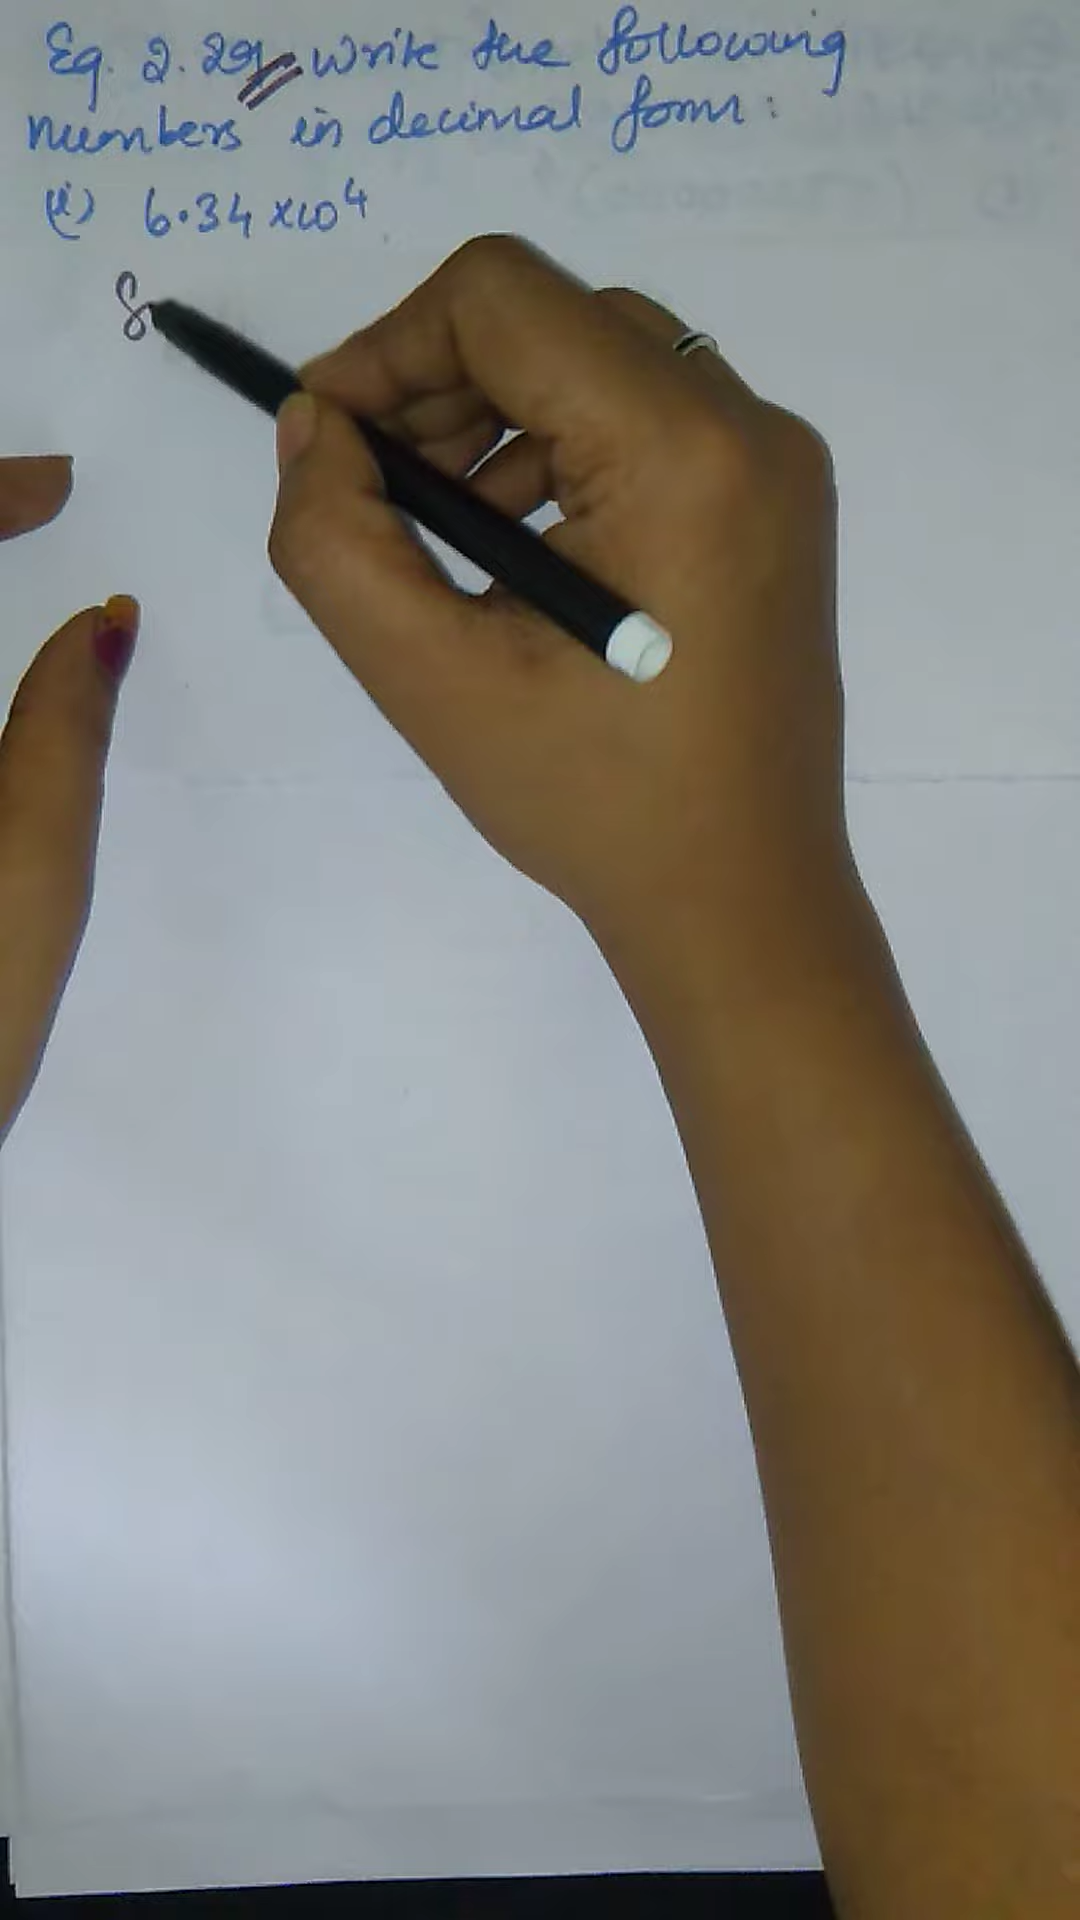 Eg. 2.29 Write the following
numbers in decimal form:
(i) 6.34 x10⁴